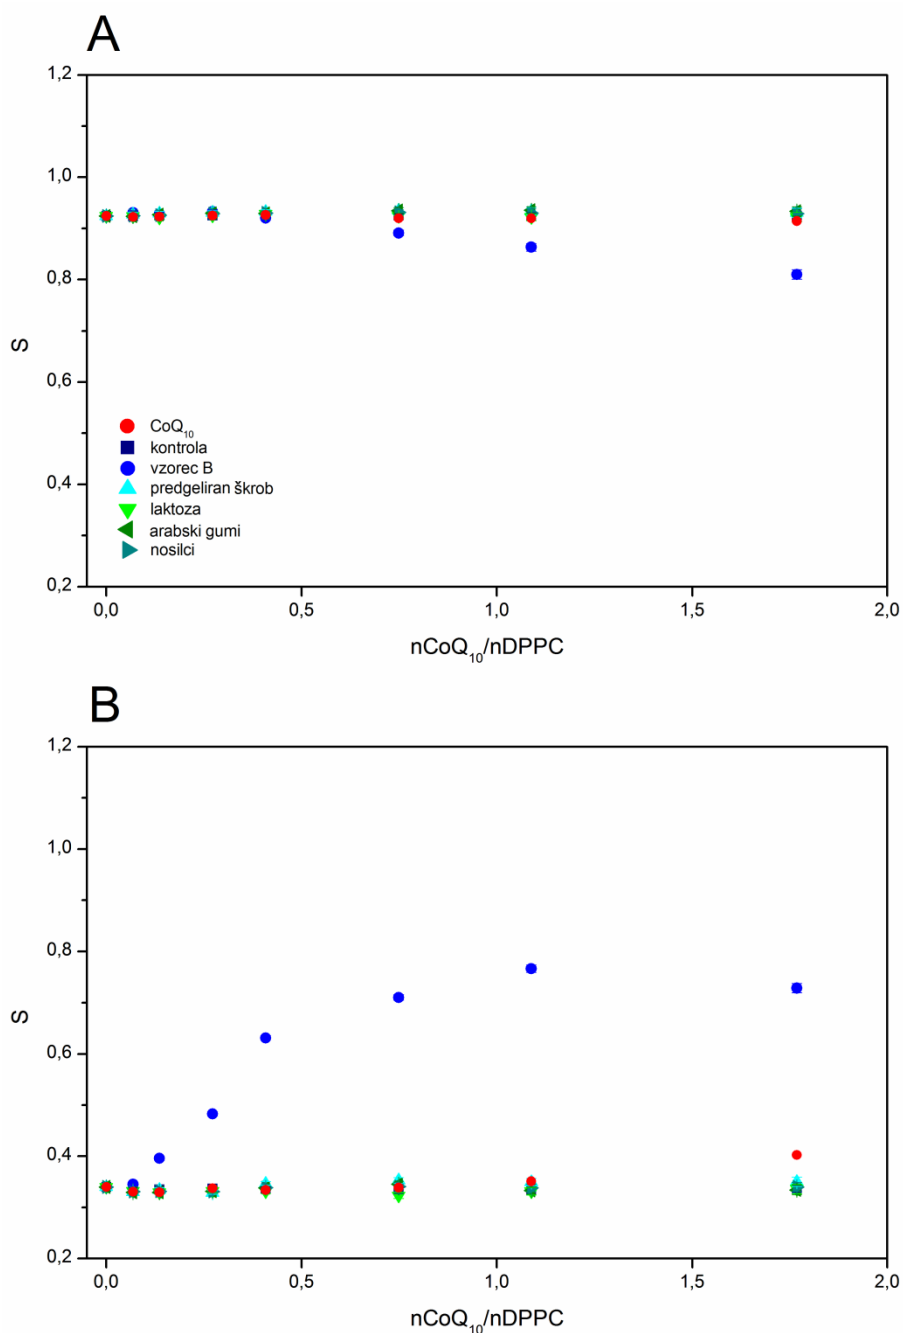 A
1,2
1,0
0,8
S
0,6
0,4
0,2
CoQ10
kontrola
vzorec B
predgeliran škrob
laktoza
arabski gumi
nosilci
0,0 0,5 1,0 1,5 2,0
nCoQ10/nDPPC
B
1,2
1,0
0,8
S
0,6
0,4
0,2
0,0 0,5 1,0 1,5 2,0
nCoQ10/nDPPC